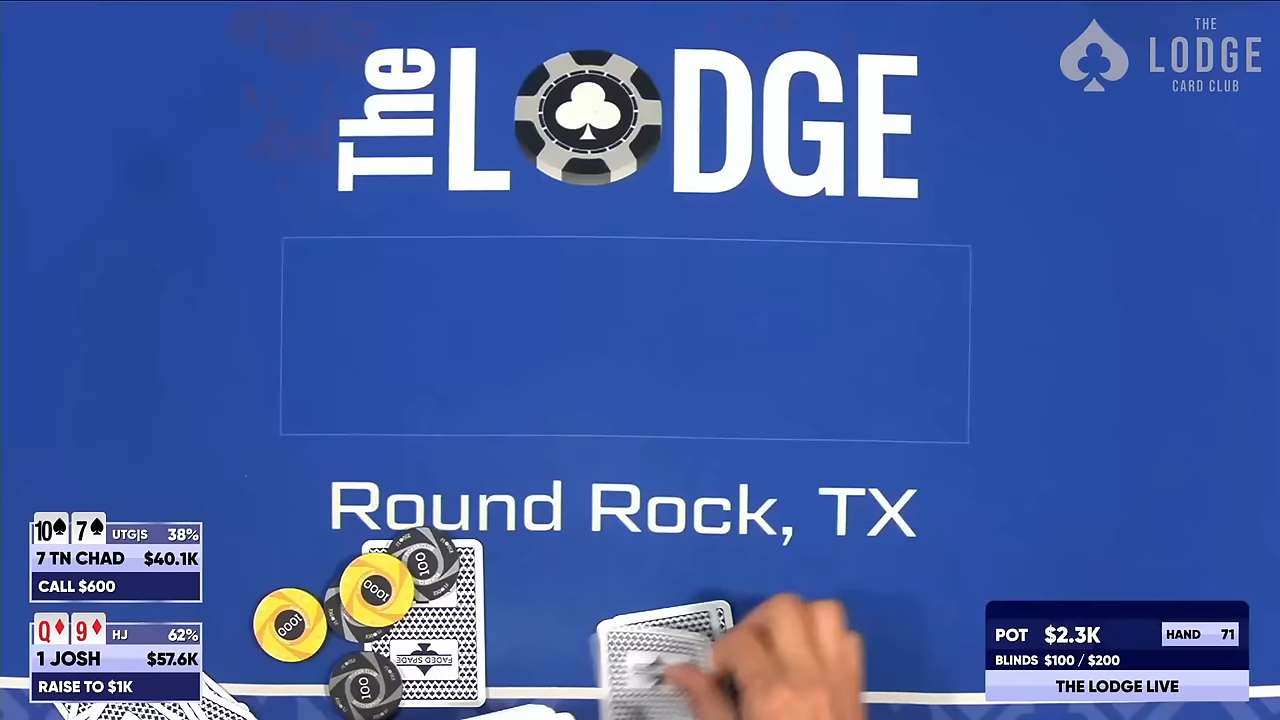 The LODGE
THE
LODGE
CARD CLUB
Round Rock, TX
10♠ 7♠ UTG|S 38%
7 TN CHAD $40.1K
CALL $600
Q♦ 9♦ HJ 62%
1 JOSH $57.6K
RAISE TO $1K
100
1000
1000
100
FADED SPADE
POT $2.3K HAND 71
BLINDS $100 / $200
THE LODGE LIVE